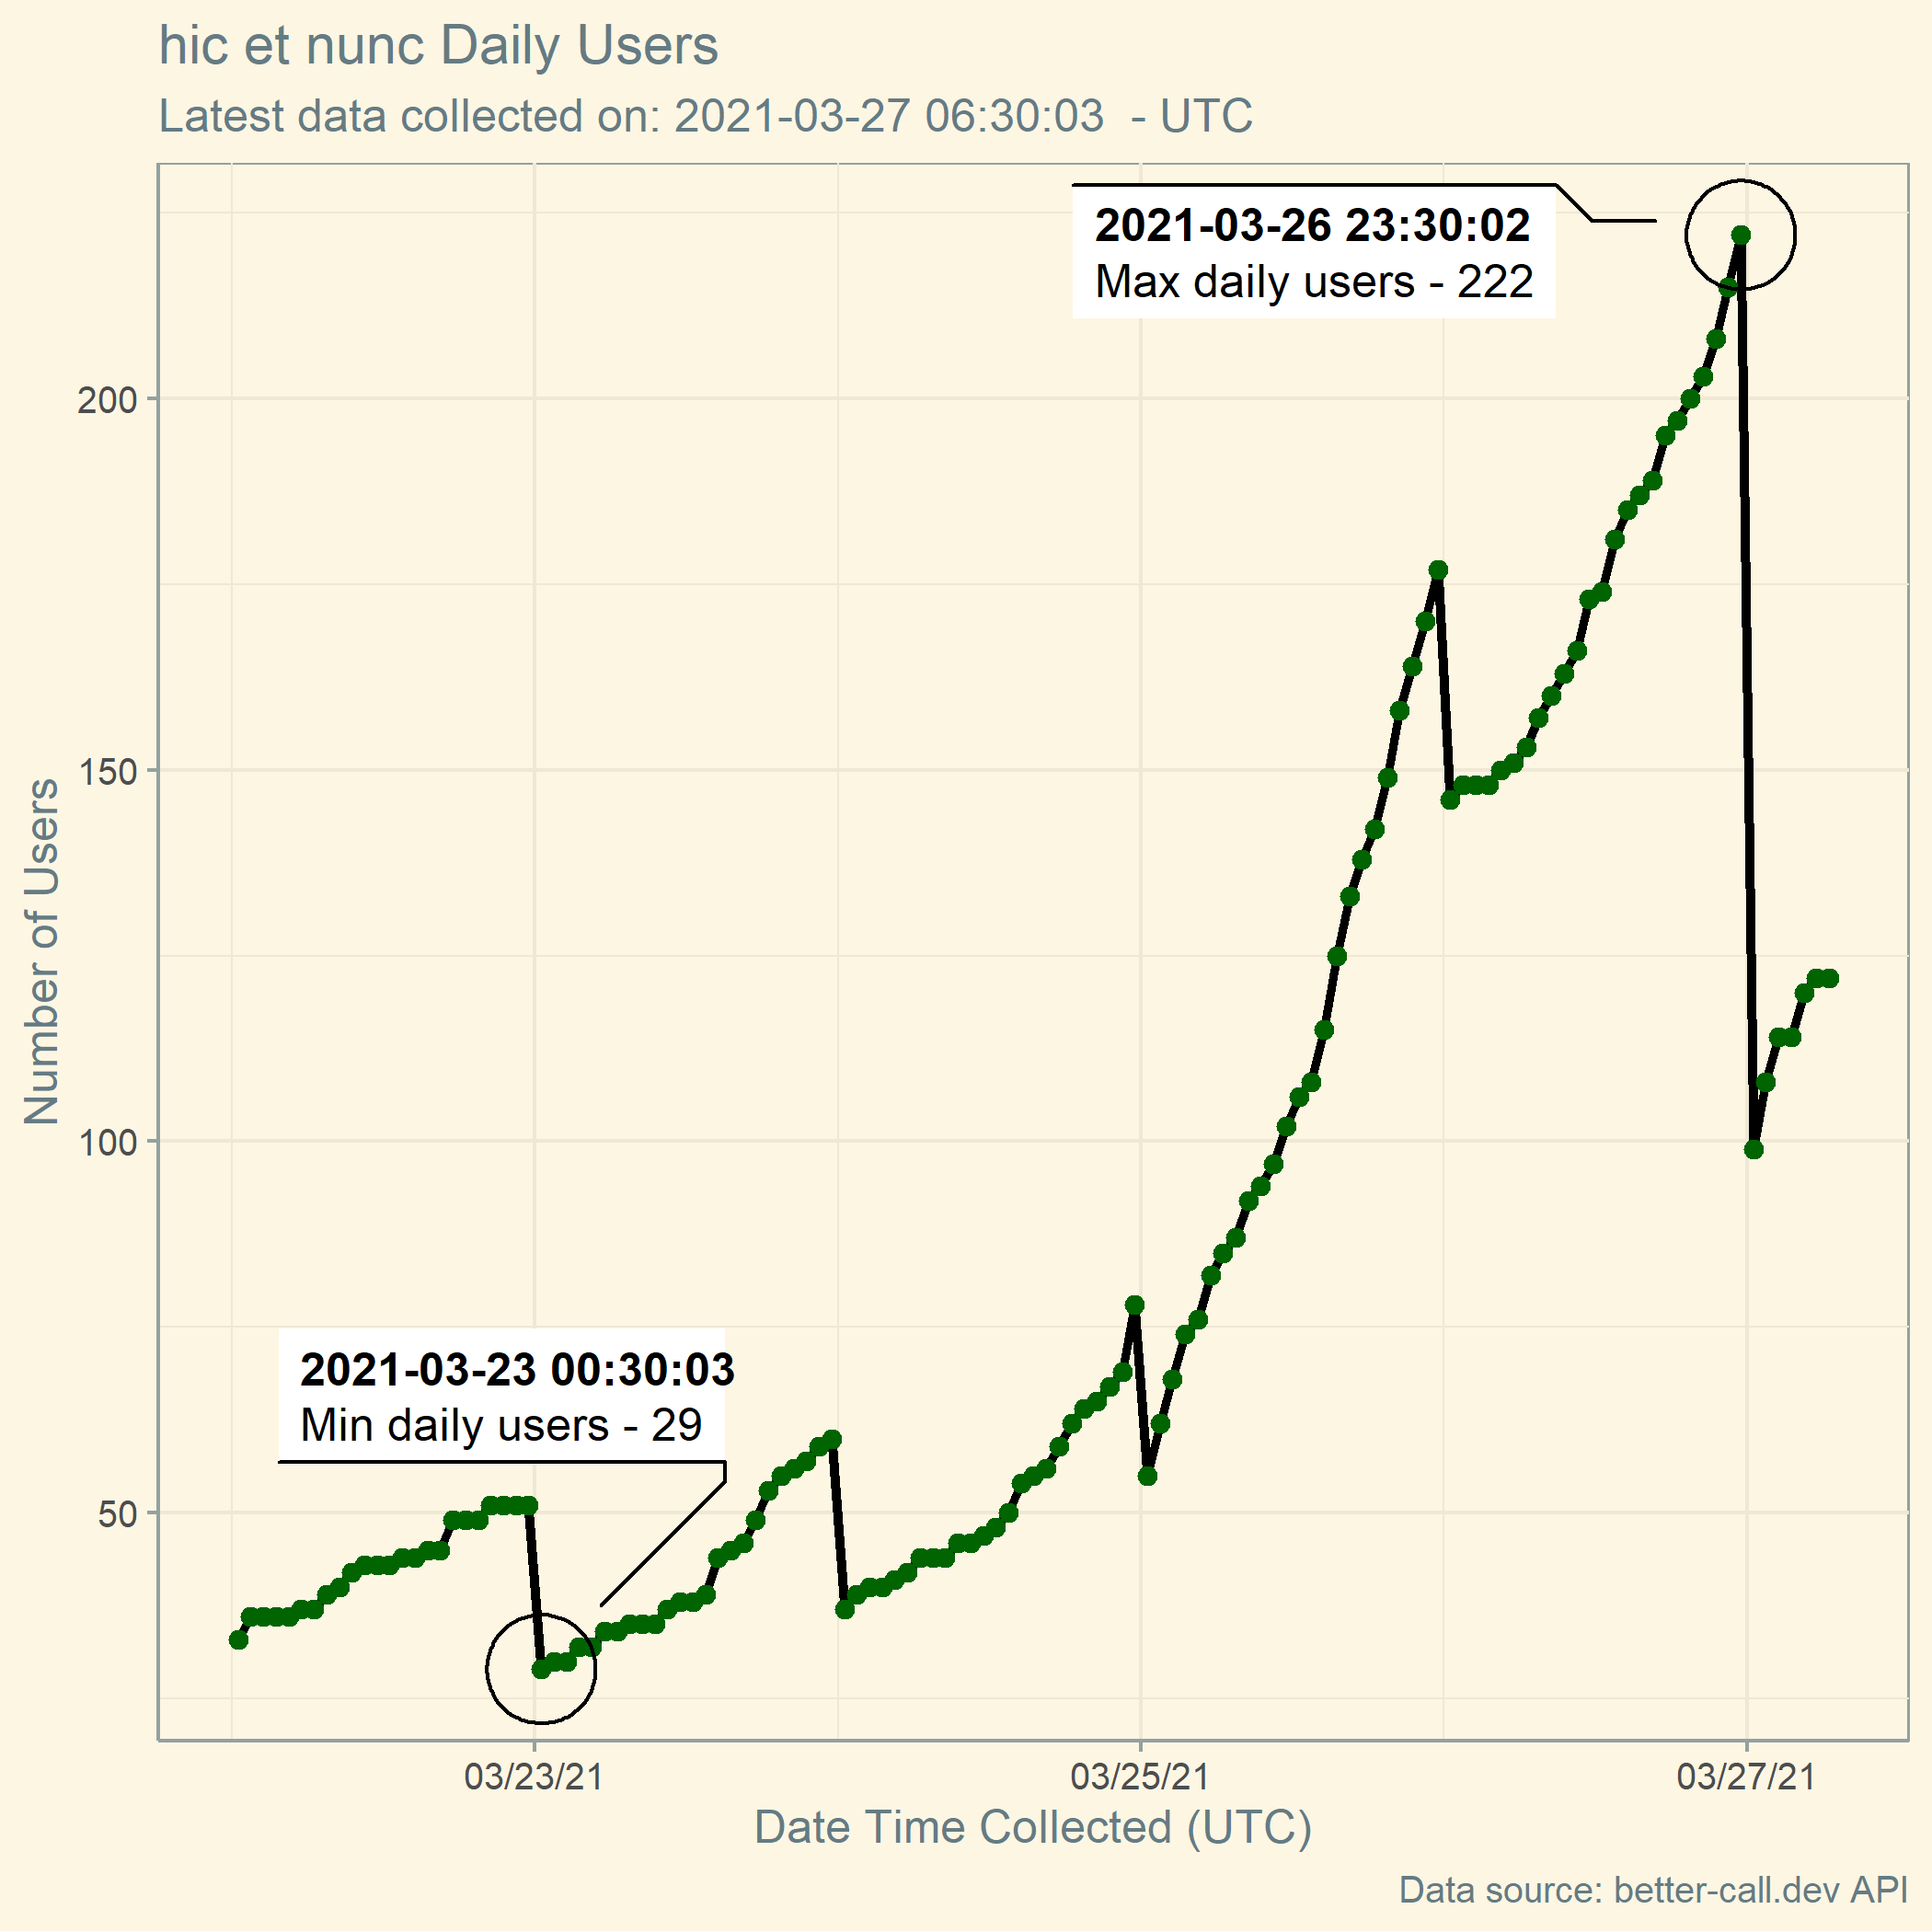 hic et nunc Daily Users
Latest data collected on: 2021-03-27 06:30:03  - UTC
2021-03-26 23:30:02
Max daily users - 222
200
150
100
50
Number of Users
2021-03-23 00:30:03
Min daily users - 29
03/23/21
03/25/21
03/27/21
Date Time Collected (UTC)
Data source: better-call.dev API